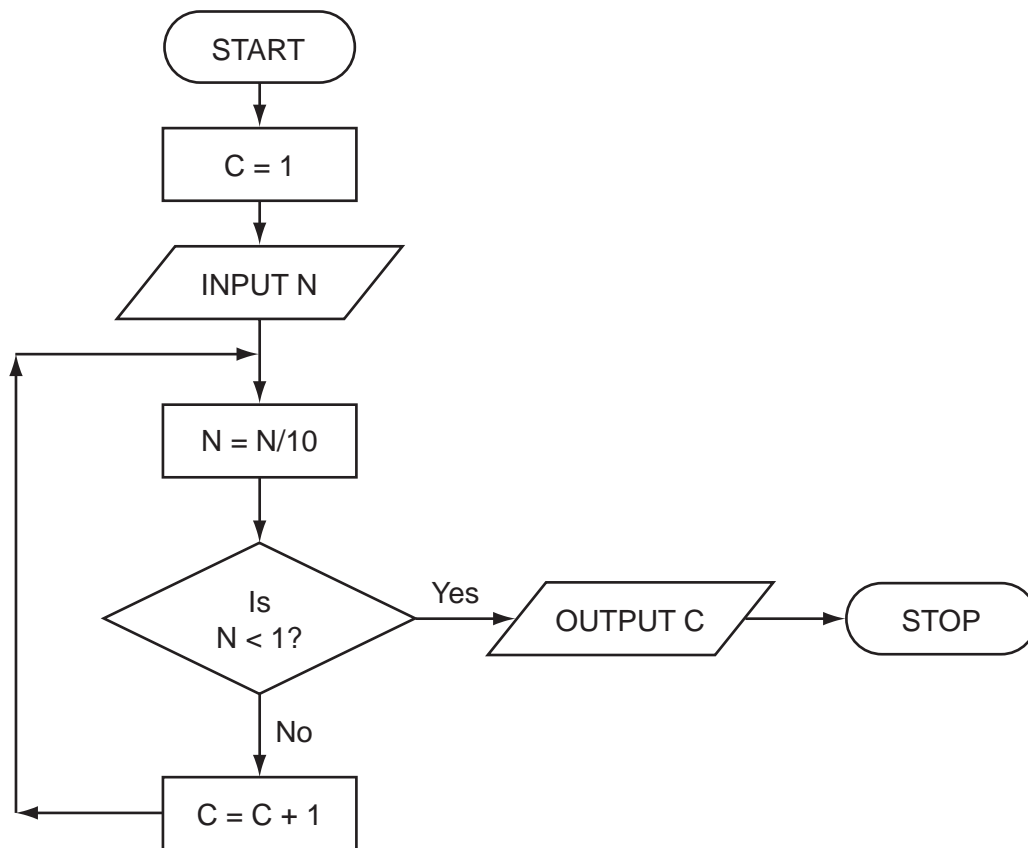 START
C = 1
INPUT N
N = N/10
Is
N < 1?
Yes
OUTPUT C
STOP
No
C = C + 1